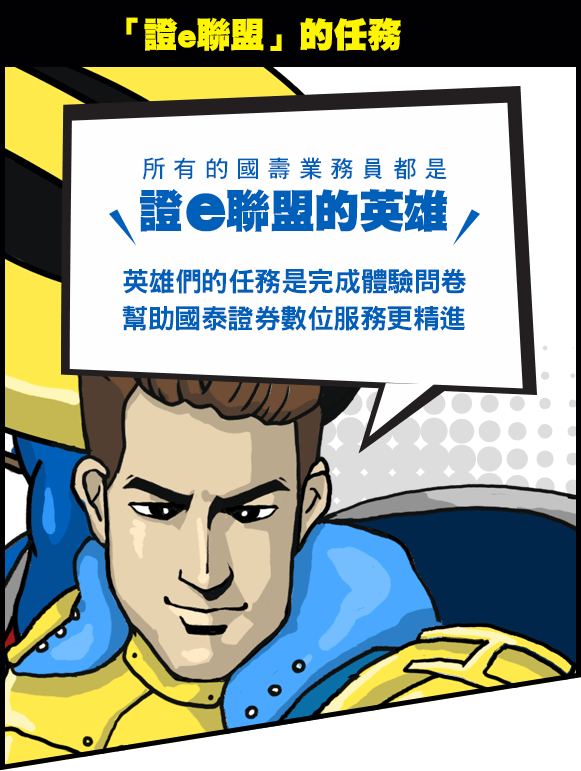 「證e聯盟」的任務
所有的國壽業務員都是
證e聯盟的英雄
英雄們的任務是完成體驗問卷
幫助國泰證券數位服務更精進